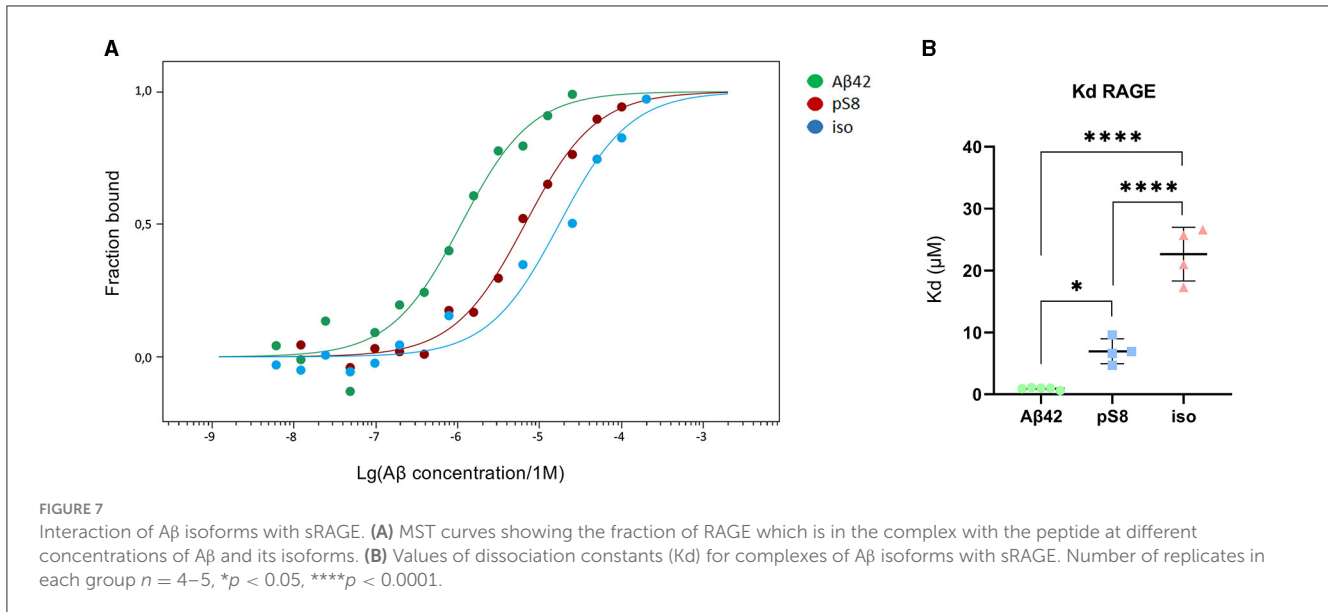 A
1,0
0,5
0,0
Fraction bound
-9 -8 -7 -6 -5 -4 -3
Lg(Aβ concentration/1M)
Aβ42
pS8
iso
B
Kd RAGE
****
****
*
40
30
20
10
0
Kd (µM)
Aβ42 pS8 iso
FIGURE 7
Interaction of Aβ isoforms with sRAGE. (A) MST curves showing the fraction of RAGE which is in the complex with the peptide at different
concentrations of Aβ and its isoforms. (B) Values of dissociation constants (Kd) for complexes of Aβ isoforms with sRAGE. Number of replicates in
each group n = 4–5, *p < 0.05, ****p < 0.0001.